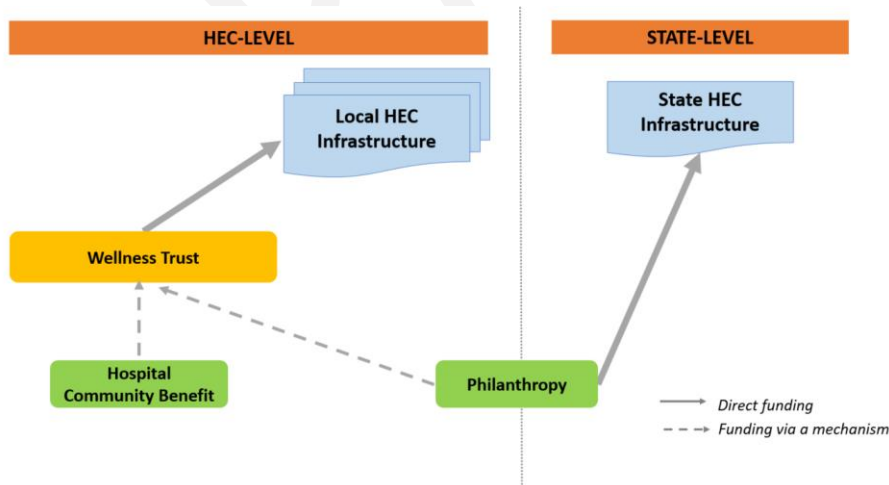 HEC-LEVEL
STATE-LEVEL
Local HEC
Infrastructure
State HEC
Infrastructure
Wellness Trust
Hospital
Community Benefit
Philanthropy
Direct funding
Funding via a mechanism